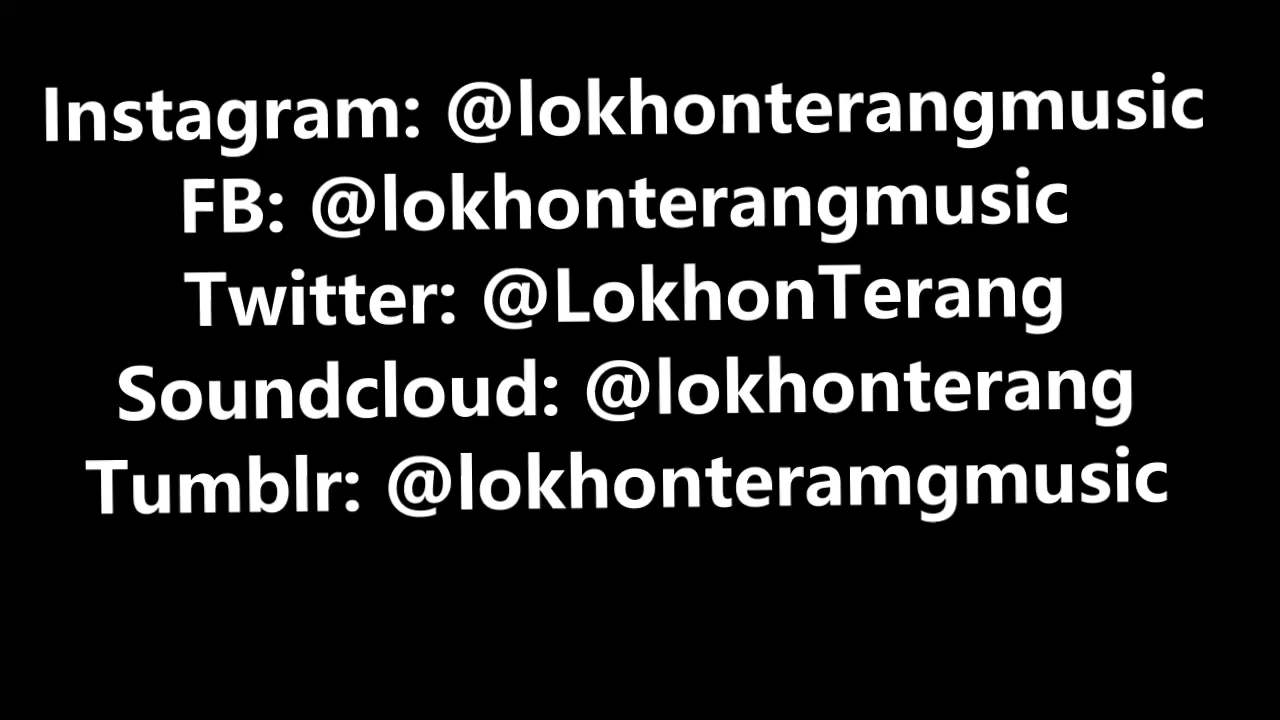 Instagram: @lokhonterangmusic
FB: @lokhonterangmusic
Twitter: @LokhonTerang
Soundcloud: @lokhonterang
Tumblr: @lokhonteramgmusic